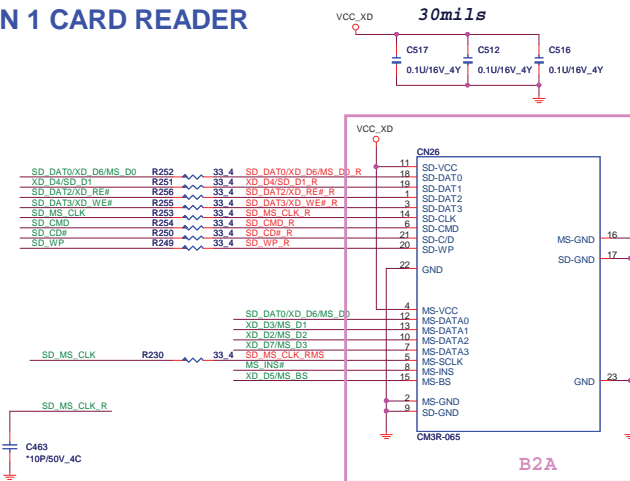 N 1 CARD READER
VCC_XD
30mils
C517
0.1U/16V_4Y
C512
0.1U/16V_4Y
C516
0.1U/16V_4Y
VCC_XD
CN26
SD_DAT0/XD_D6/MS_D0 R252 33_4 SD_DAT0/XD_D6/MS_D0_R 18 SD-DAT0
XD_D4/SD_D1 R251 33_4 XD_D4/SD_D1_R 19 SD-DAT1
SD_DAT2/XD_RE# R256 33_4 SD_DAT2/XD_RE#_R 1 SD-DAT2
SD_DAT3/XD_WE# R255 33_4 SD_DAT3/XD_WE#_R 3 SD-DAT3
SD_MS_CLK R253 33_4 SD_MS_CLK_R 14 SD-CLK
SD_CMD R254 33_4 SD_CMD_R 6 SD-CMD
SD_CD# R250 33_4 SD_CD#_R 21 SD-C/D
SD_WP R249 33_4 SD_WP_R 20 SD-WP
11 SD-VCC
22 GND
MS-GND 16
SD-GND 17
4 MS-VCC
SD_DAT0/XD_D6/MS_D0 12 MS-DATA0
XD_D3/MS_D1 13 MS-DATA1
XD_D2/MS_D2 10 MS-DATA2
XD_D7/MS_D3 7 MS-DATA3
SD_MS_CLK R230 33_4 SD_MS_CLK_RMS 5 MS-SCLK
MS_INS# 8 MS-INS
XD_D5/MS_BS 15 MS-BS
GND 23
2 MS-GND
9 SD-GND
SD_MS_CLK_R
CM3R-065
C463
*10P/50V_4C
B2A